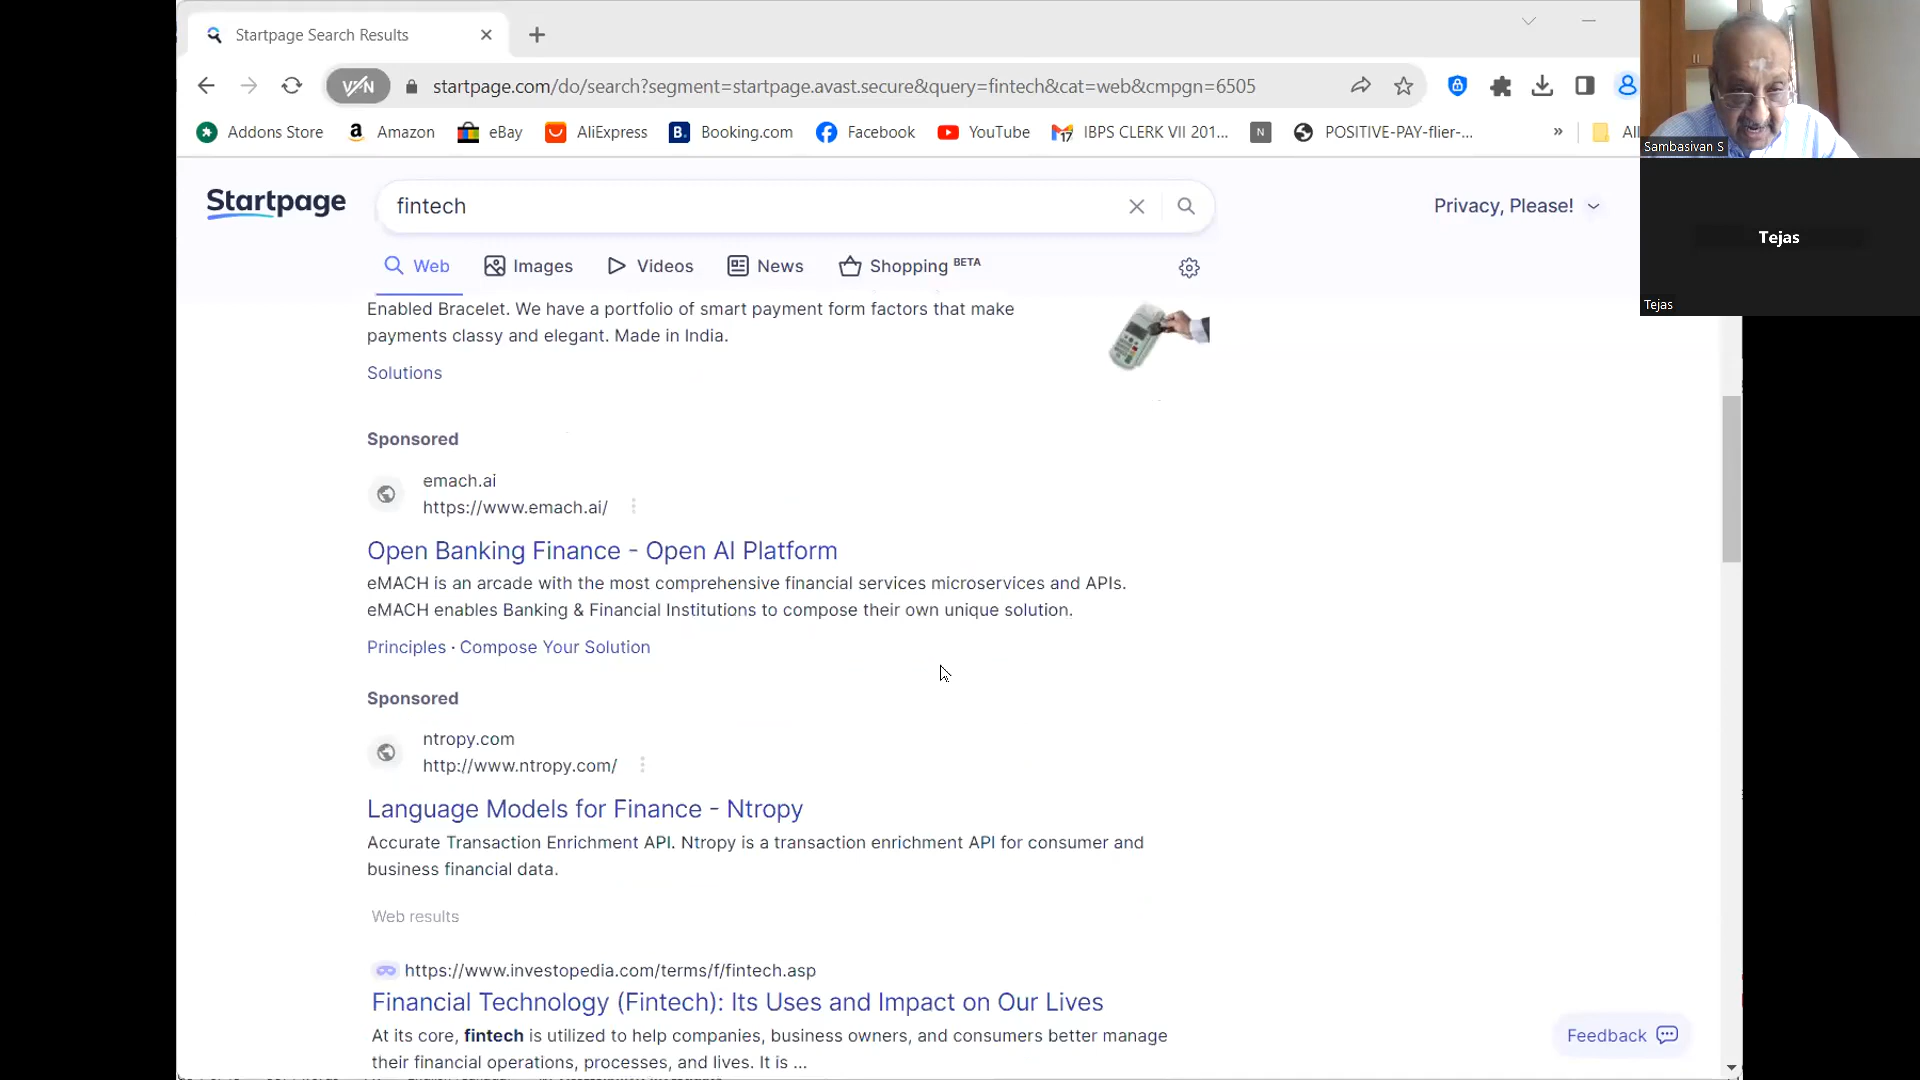 Startpage Search Results
VPN
startpage.com/do/search?segment=startpage.avast.secure&query=fintech&cat=web&cmpgn=6505
Addons Store
Amazon
eBay
AliExpress
Booking.com
Facebook
YouTube
IBPS CLERK VII 201...
N
POSITIVE-PAY-flier-...
»
Sambasivan S
Tejas
Tejas
Startpage
fintech
Privacy, Please!
Web
Images
Videos
News
Shopping BETA
Enabled Bracelet. We have a portfolio of smart payment form factors that make
payments classy and elegant. Made in India.
Solutions
Sponsored
emach.ai
https://www.emach.ai/
Open Banking Finance - Open AI Platform
eMACH is an arcade with the most comprehensive financial services microservices and APIs.
eMACH enables Banking & Financial Institutions to compose their own unique solution.
Principles · Compose Your Solution
Sponsored
ntropy.com
http://www.ntropy.com/
Language Models for Finance - Ntropy
Accurate Transaction Enrichment API. Ntropy is a transaction enrichment API for consumer and
business financial data.
Web results
https://www.investopedia.com/terms/f/fintech.asp
Financial Technology (Fintech): Its Uses and Impact on Our Lives
At its core, fintech is utilized to help companies, business owners, and consumers better manage
their financial operations, processes, and lives. It is ...
Feedback